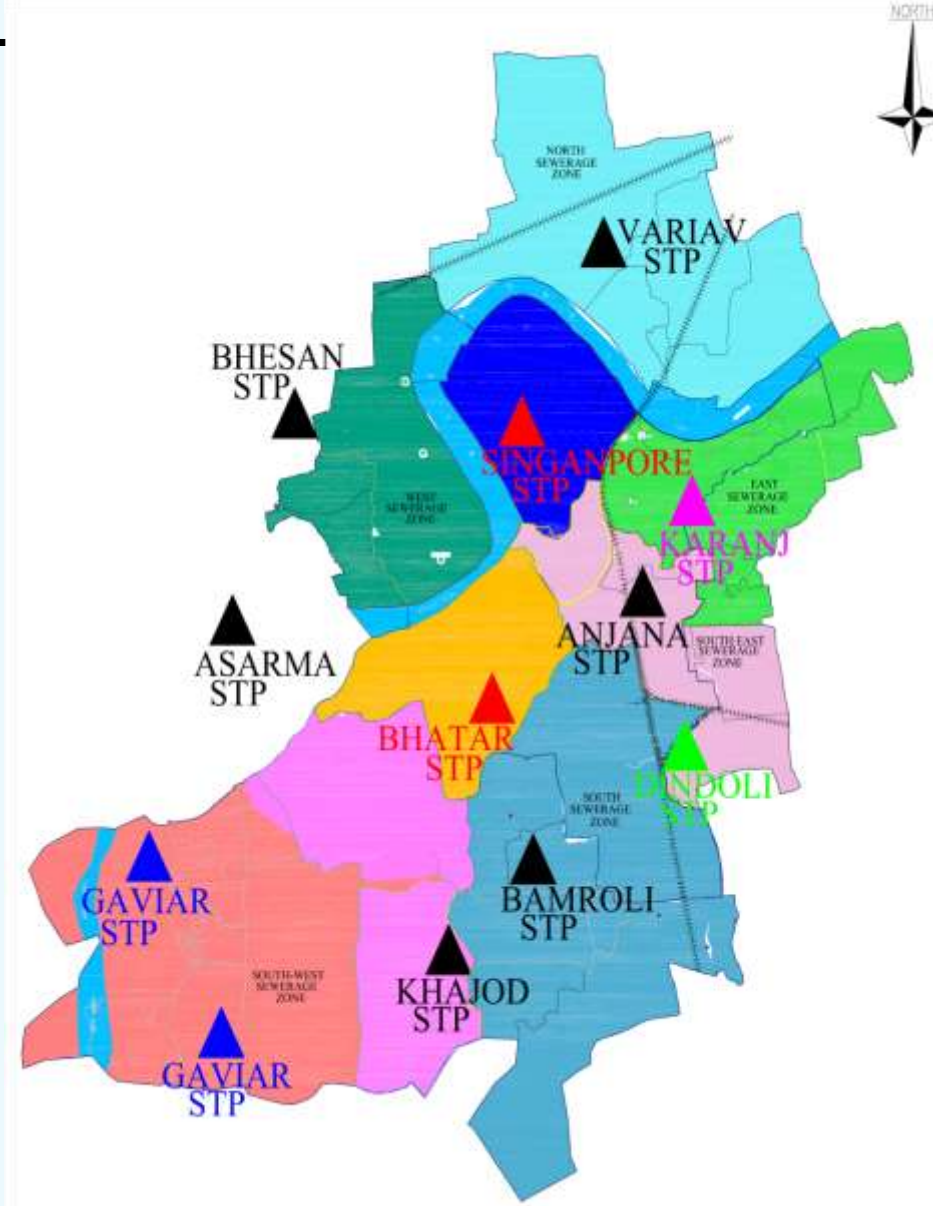 NORTH
NORTH
SEWERAGE
ZONE
VARIAV
STP
BHESAN
STP
SINGANPORE
STP
EAST
SEWERAGE
ZONE
WEST
SEWERAGE
ZONE
KARANJ
STP
ANJANA
STP
SOUTH EAST
SEWERAGE
ZONE
ASARMA
STP
BHATAR
STP
DINDOLI
STP
SOUTH
SEWERAGE
ZONE
GAVIAR
STP
BAMROLI
STP
SOUTH-WEST
SEWERAGE
ZONE
KHAJOD
STP
GAVIAR
STP